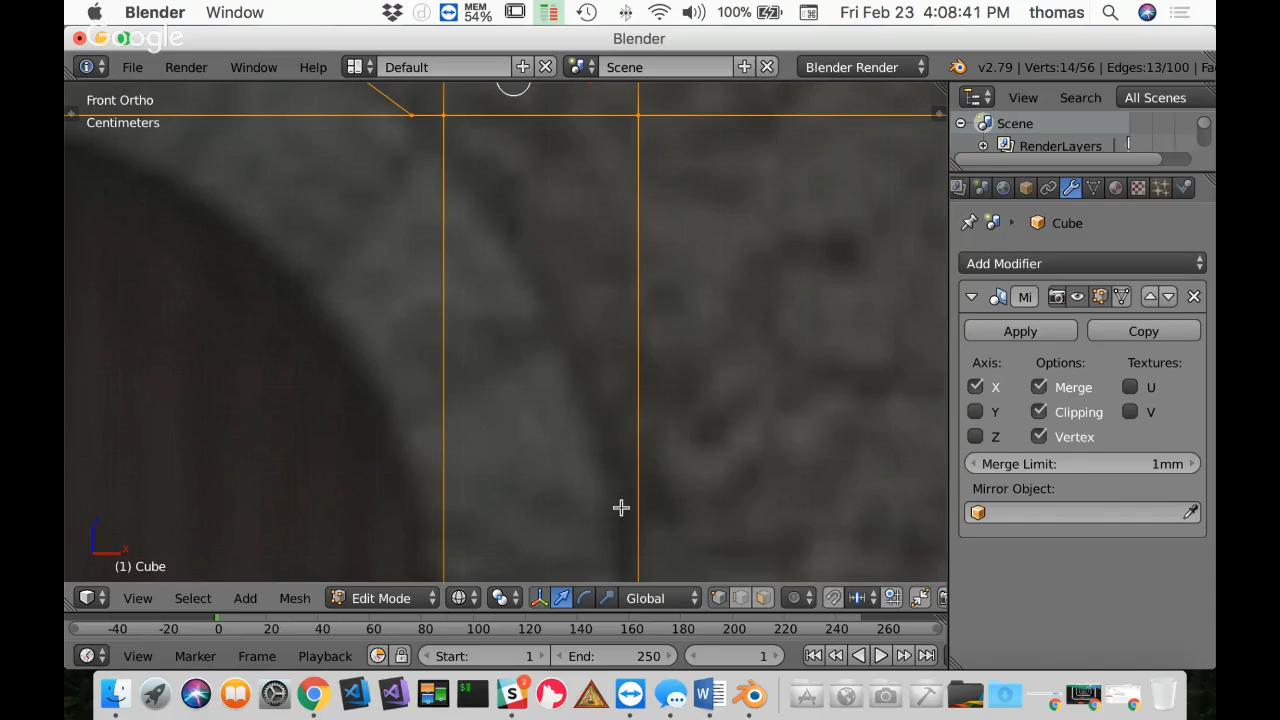 Blender Window MEM 54% 100% Fri Feb 23 4:08:41 PM thomas
Google
Blender
File Render Window Help Default Scene Blender Render v2.79 | Verts:14/56 | Edges:13/100 | Fac
Front Ortho
Centimeters
View Search All Scenes
Scene
RenderLayers
Cube
Add Modifier
Mi
Apply Copy
Axis: Options: Textures:
X Merge U
Y Clipping V
Z Vertex
Merge Limit: 1mm
Mirror Object:
x
(1) Cube
View Select Add Mesh Edit Mode Global
-40 -20 0 20 40 60 80 100 120 140 160 180 200 220 240 260
View Marker Frame Playback Start: 1 End: 250 1
2